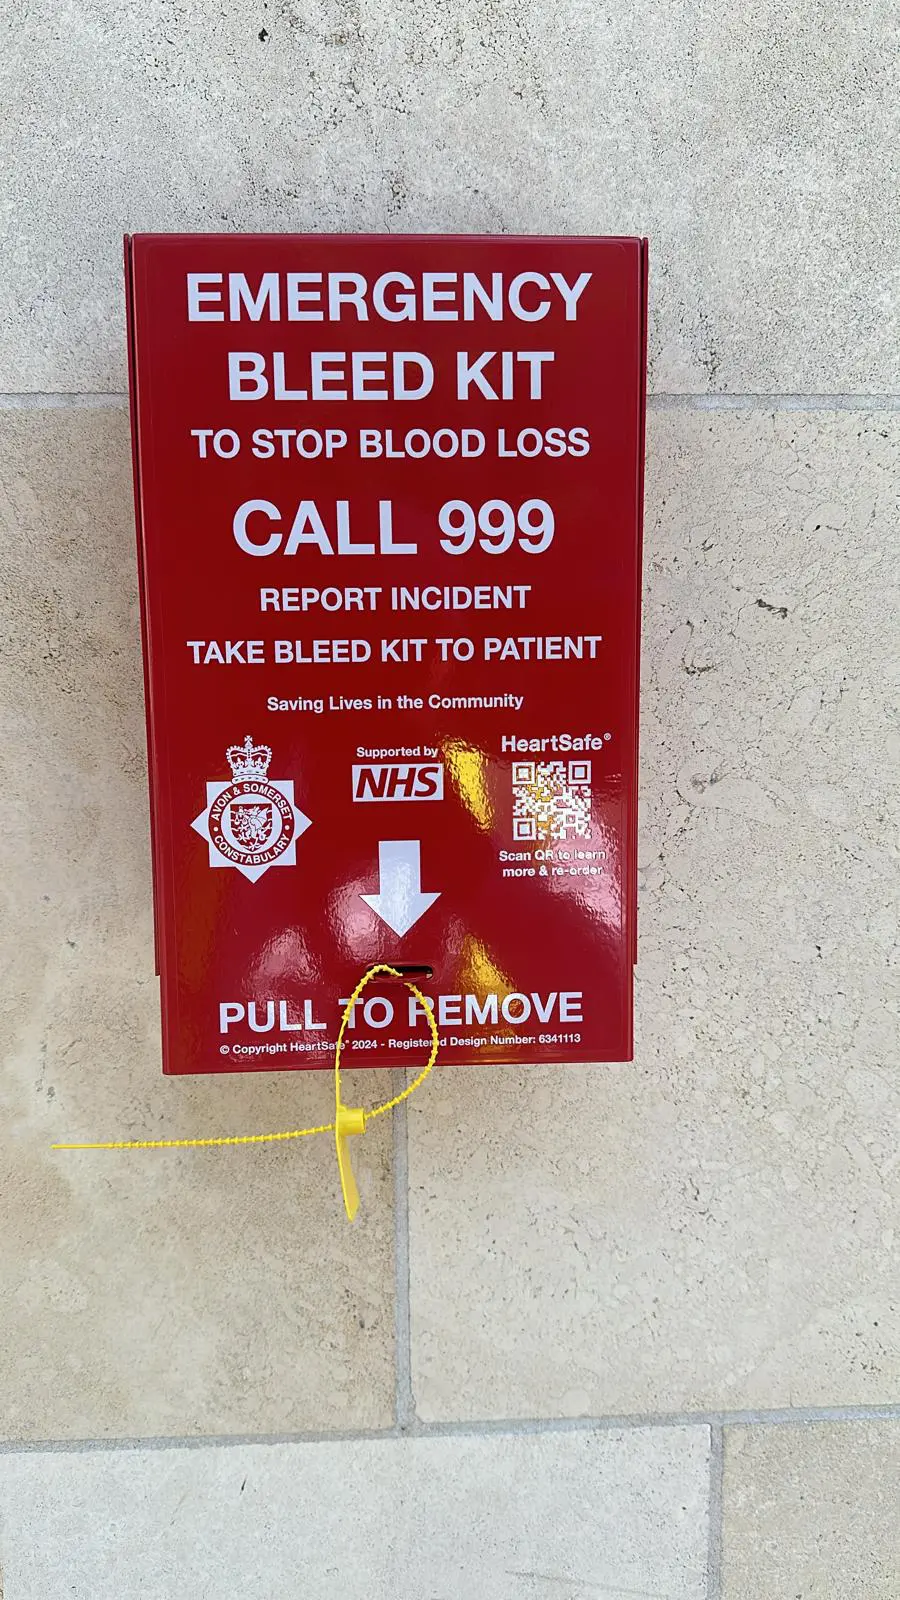 EMERGENCY
BLEED KIT
TO STOP BLOOD LOSS
CALL 999
REPORT INCIDENT
TAKE BLEED KIT TO PATIENT
Saving Lives in the Community
AVON & SOMERSET
CONSTABULARY
Supported by
NHS
HeartSafe®
Scan QR to learn
more & re-order
PULL TO REMOVE
© Copyright HeartSafe® 2024 - Registered Design Number: 6341113